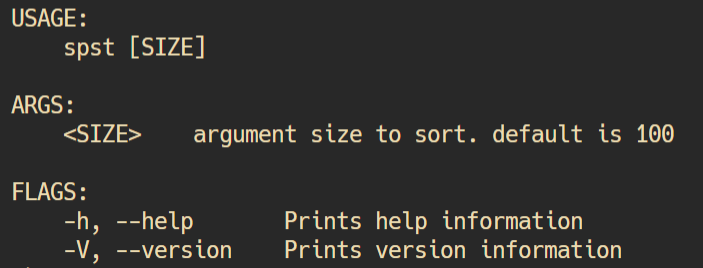 USAGE:
    spst [SIZE]

ARGS:
    <SIZE>    argument size to sort. default is 100

FLAGS:
    -h, --help       Prints help information
    -V, --version    Prints version information